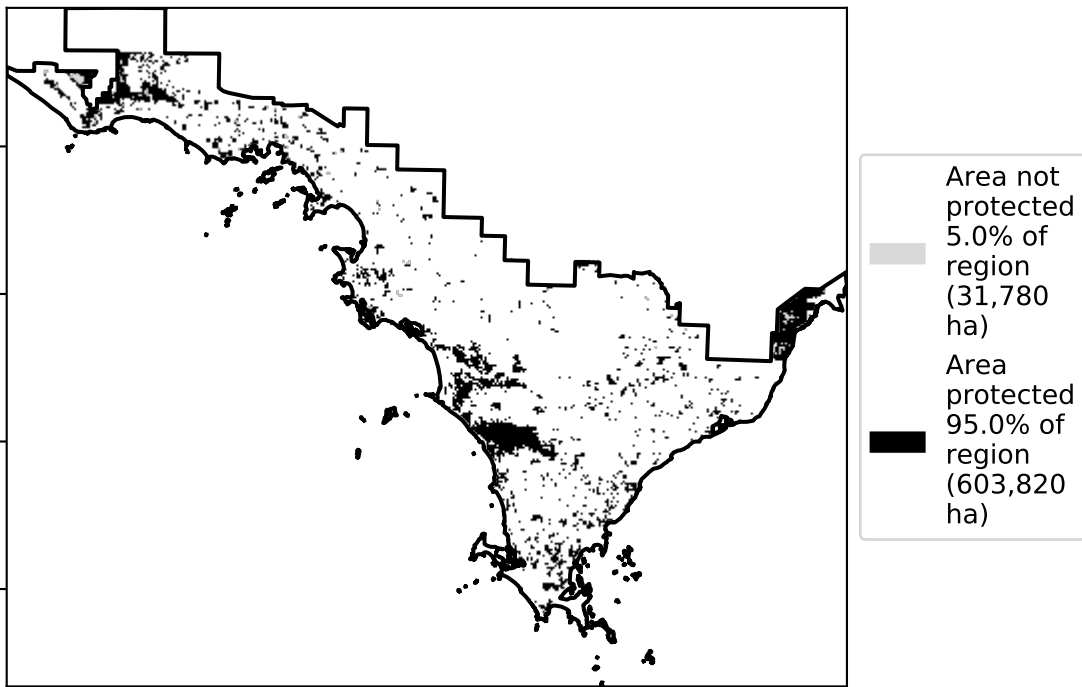 Area not
protected
5.0% of
region
(31,780
ha)
Area
protected
95.0% of
region
(603,820
ha)